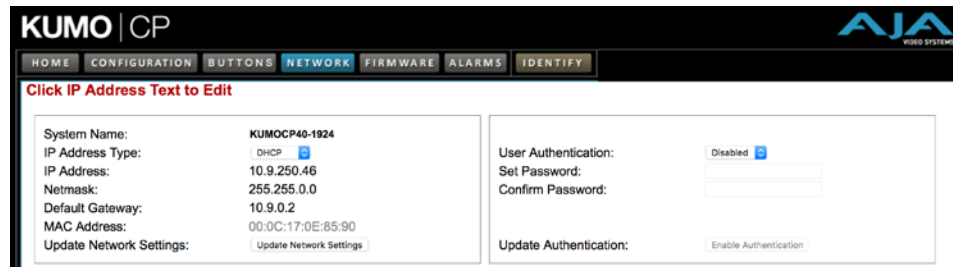 KUMO | CP
AJA
VIDEO SYSTEMS
HOME CONFIGURATION BUTTONS NETWORK FIRMWARE ALARMS IDENTIFY
Click IP Address Text to Edit
System Name: KUMOCP40-1924
IP Address Type: DHCP
IP Address: 10.9.250.46
Netmask: 255.255.0.0
Default Gateway: 10.9.0.2
MAC Address: 00:0C:17:0E:85:90
Update Network Settings: Update Network Settings
User Authentication: Disabled
Set Password:
Confirm Password:
Update Authentication: Enable Authentication